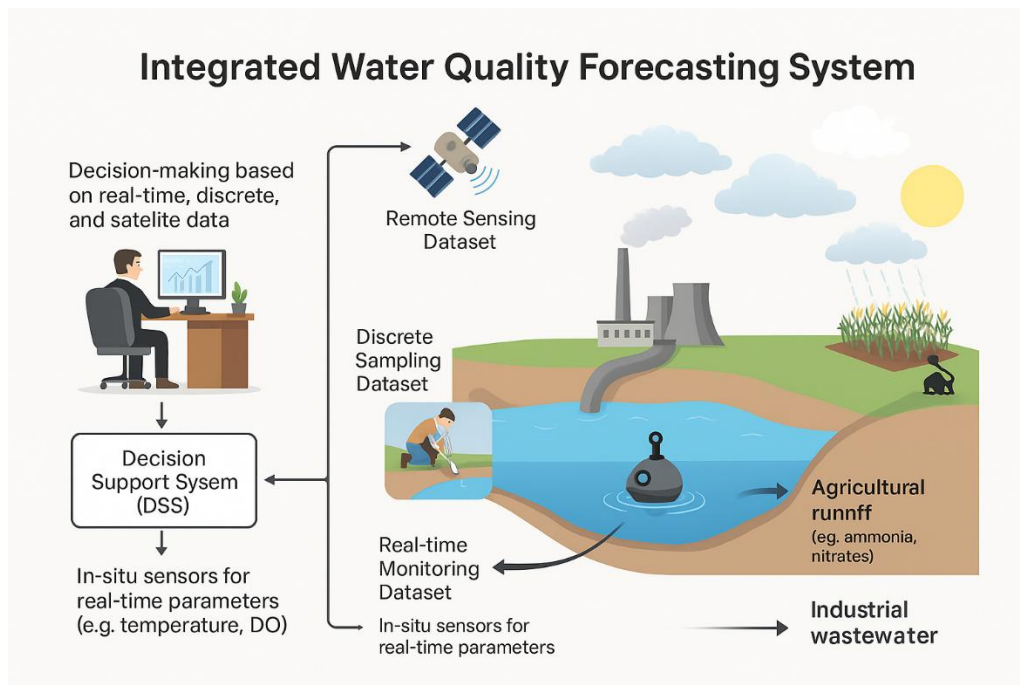 Integrated Water Quality Forecasting System
Decision-making based
on real-time, discrete,
and satelite data
Remote Sensing
Dataset
Discrete
Sampling
Dataset
Decision
Support Sysem
(DSS)
In-situ sensors for
real-time parameters
(e.g. temperature, DO)
Real-time
Monitoring
Dataset
In-situ sensors for
real-time parameters
Agricultural
runnff
(eg. ammonia,
nitrates)
Industrial
wastewater